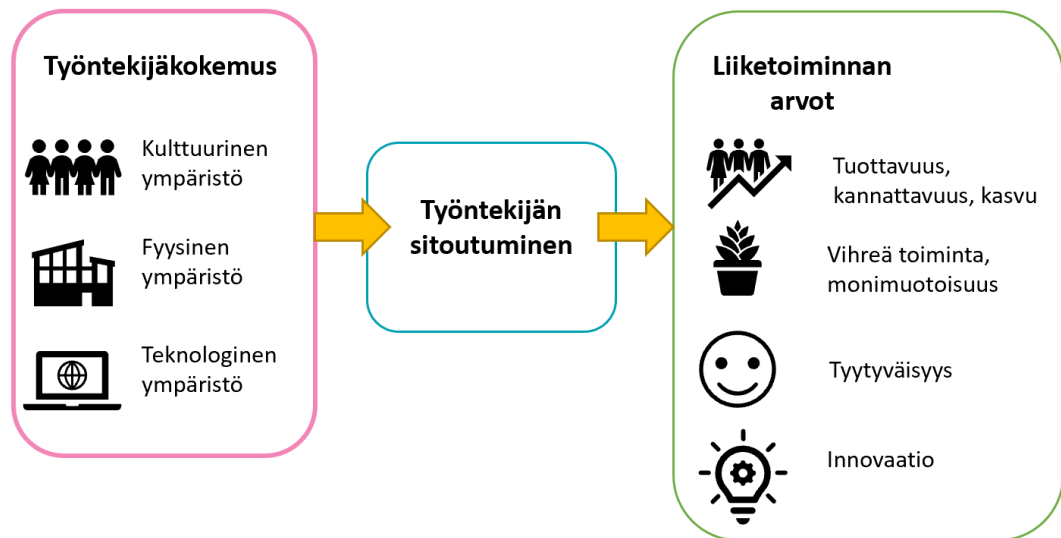 Työntekijäkokemus
Kulttuurinen
ympäristö
Fyysinen
ympäristö
Teknologinen
ympäristö
Työntekijän
sitoutuminen
Liiketoiminnan
arvot
Tuottavuus,
kannattavuus, kasvu
Vihreä toiminta,
monimuotoisuus
Tyytyväisyys
Innovaatio